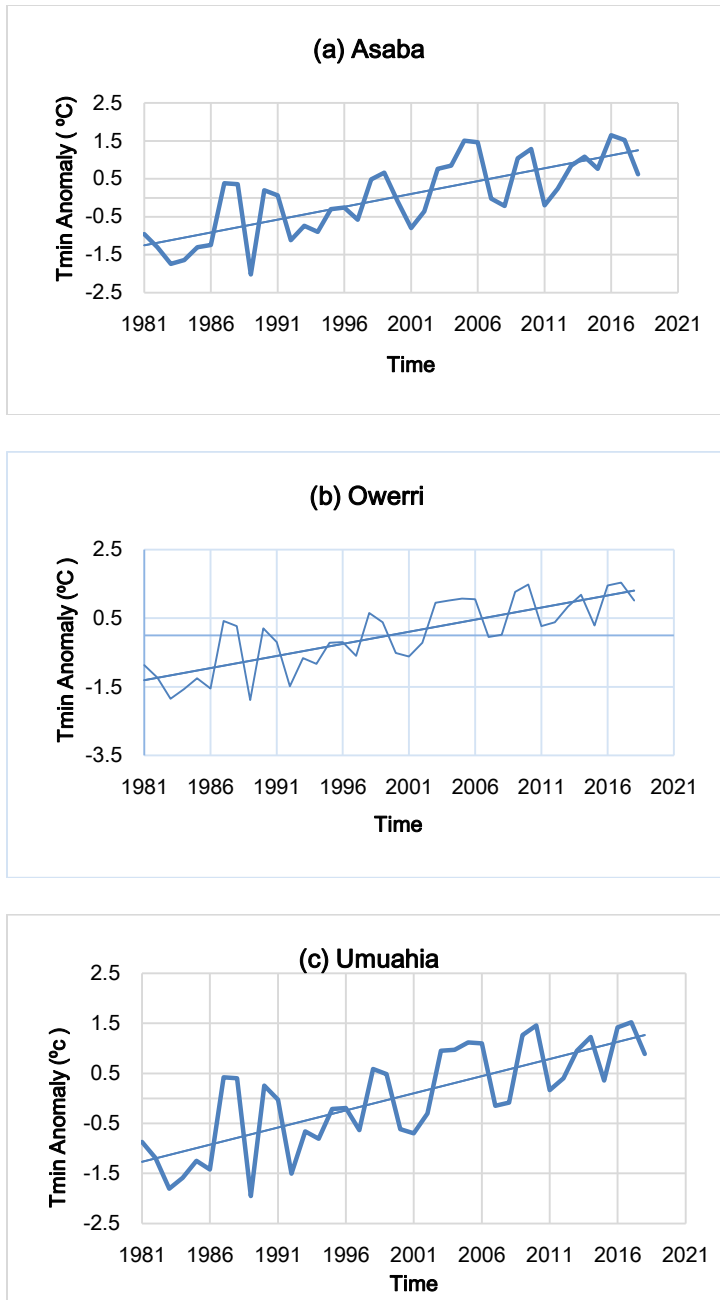 (a) Asaba
Tmin Anomaly ( ºC)
2.5
1.5
0.5
-0.5
-1.5
-2.5
1981 1986 1991 1996 2001 2006 2011 2016 2021
Time
(b) Owerri
Tmin Anomaly (ºC )
2.5
0.5
-1.5
-3.5
1981 1986 1991 1996 2001 2006 2011 2016 2021
Time
(c) Umuahia
Tmin Anomaly (ºc )
2.5
1.5
0.5
-0.5
-1.5
-2.5
1981 1986 1991 1996 2001 2006 2011 2016 2021
Time